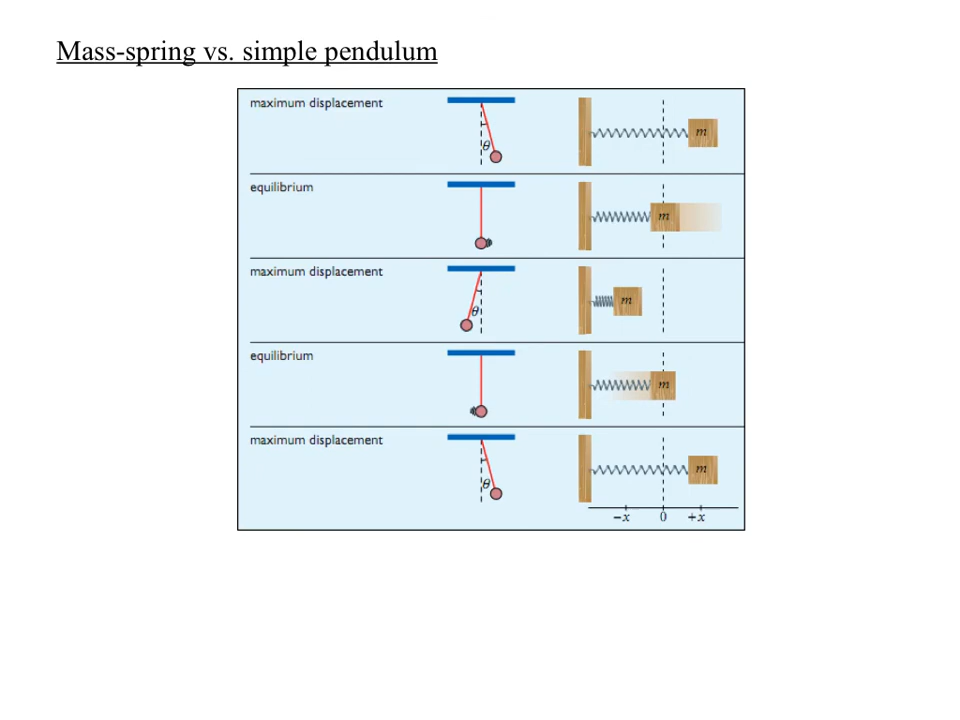 Mass-spring vs. simple pendulum
maximum displacement
θ
m
equilibrium
m
maximum displacement
θ
m
equilibrium
m
maximum displacement
θ
m
−x 0 +x